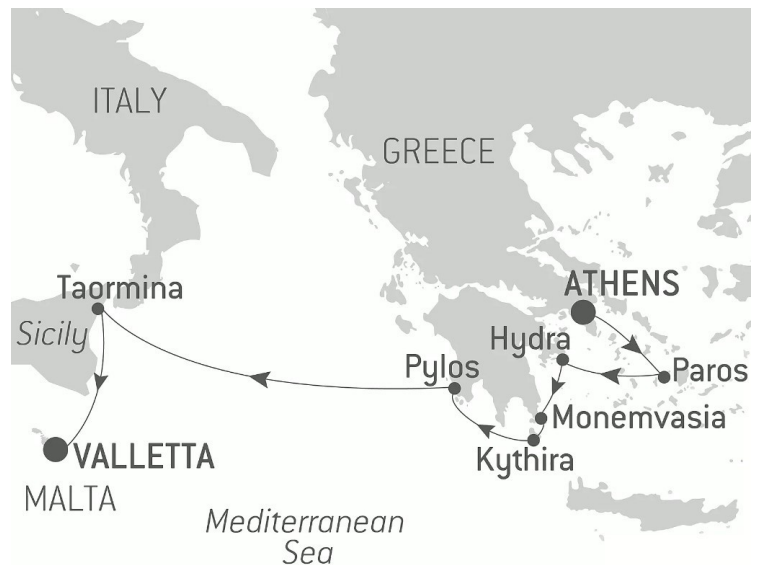 ITALY
GREECE
ATHENS
Taormina
Sicily
Hydra
Pylos
Paros
Monemvasia
Kythira
VALLETTA
MALTA
Mediterranean
Sea